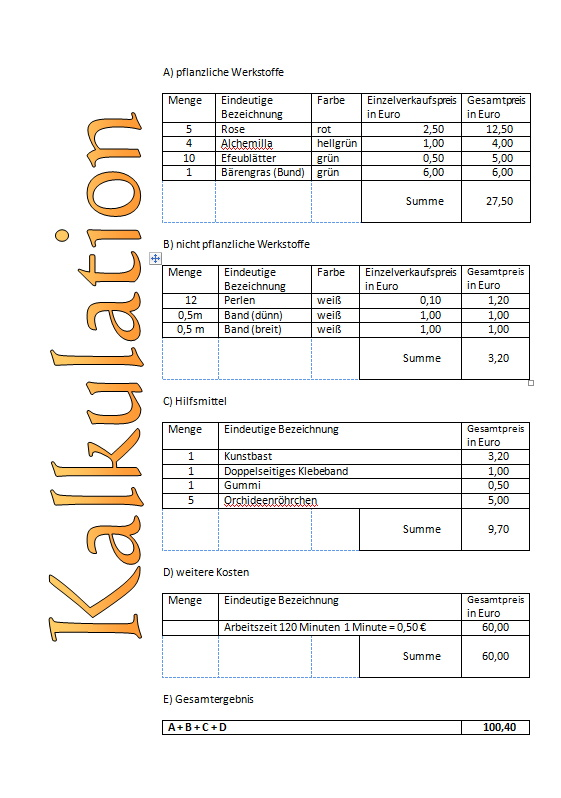 Kalkulation
A) pflanzliche Werkstoffe
Menge Eindeutige Bezeichnung Farbe Einzelverkaufspreis in Euro Gesamtpreis in Euro
5 Rose rot 2,50 12,50
4 Alchemilla hellgrün 1,00 4,00
10 Efeublätter grün 0,50 5,00
1 Bärengras (Bund) grün 6,00 6,00
Summe 27,50
B) nicht pflanzliche Werkstoffe
Menge Eindeutige Bezeichnung Farbe Einzelverkaufspreis in Euro Gesamtpreis in Euro
12 Perlen weiß 0,10 1,20
0,5m Band (dünn) weiß 1,00 1,00
0,5 m Band (breit) weiß 1,00 1,00
Summe 3,20
C) Hilfsmittel
Menge Eindeutige Bezeichnung Gesamtpreis in Euro
1 Kunstbast 3,20
1 Doppelseitiges Klebeband 1,00
1 Gummi 0,50
5 Orchideenröhrchen 5,00
Summe 9,70
D) weitere Kosten
Menge Eindeutige Bezeichnung Gesamtpreis in Euro
Arbeitszeit 120 Minuten 1 Minute = 0,50 € 60,00
Summe 60,00
E) Gesamtergebnis
A + B + C + D 100,40